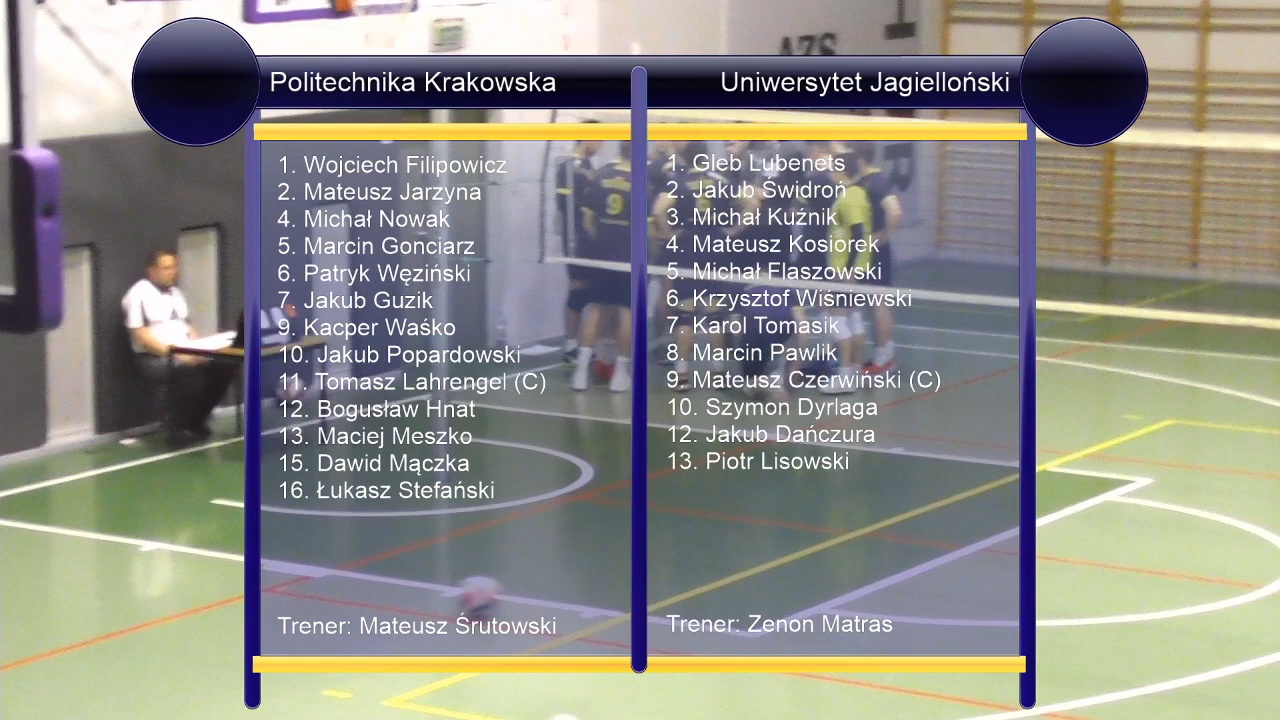 AZS
Politechnika Krakowska
Uniwersytet Jagielloński
1. Wojciech Filipowicz
2. Mateusz Jarzyna
4. Michał Nowak
5. Marcin Gonciarz
6. Patryk Węziński
7. Jakub Guzik
9. Kacper Waśko
10. Jakub Popardowski
11. Tomasz Lahrengel (C)
12. Bogusław Hnat
13. Maciej Meszko
15. Dawid Mączka
16. Łukasz Stefański
Trener: Mateusz Śrutowski
1. Gleb Lubenets
2. Jakub Świdroń
3. Michał Kuźnik
4. Mateusz Kosiorek
5. Michał Flaszowski
6. Krzysztof Wiśniewski
7. Karol Tomasik
8. Marcin Pawlik
9. Mateusz Czerwiński (C)
10. Szymon Dyrlaga
12. Jakub Dańczura
13. Piotr Lisowski
Trener: Zenon Matras
9